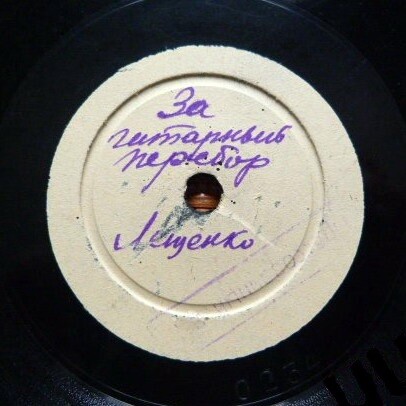 За
гитарный
перебор
Лещенко